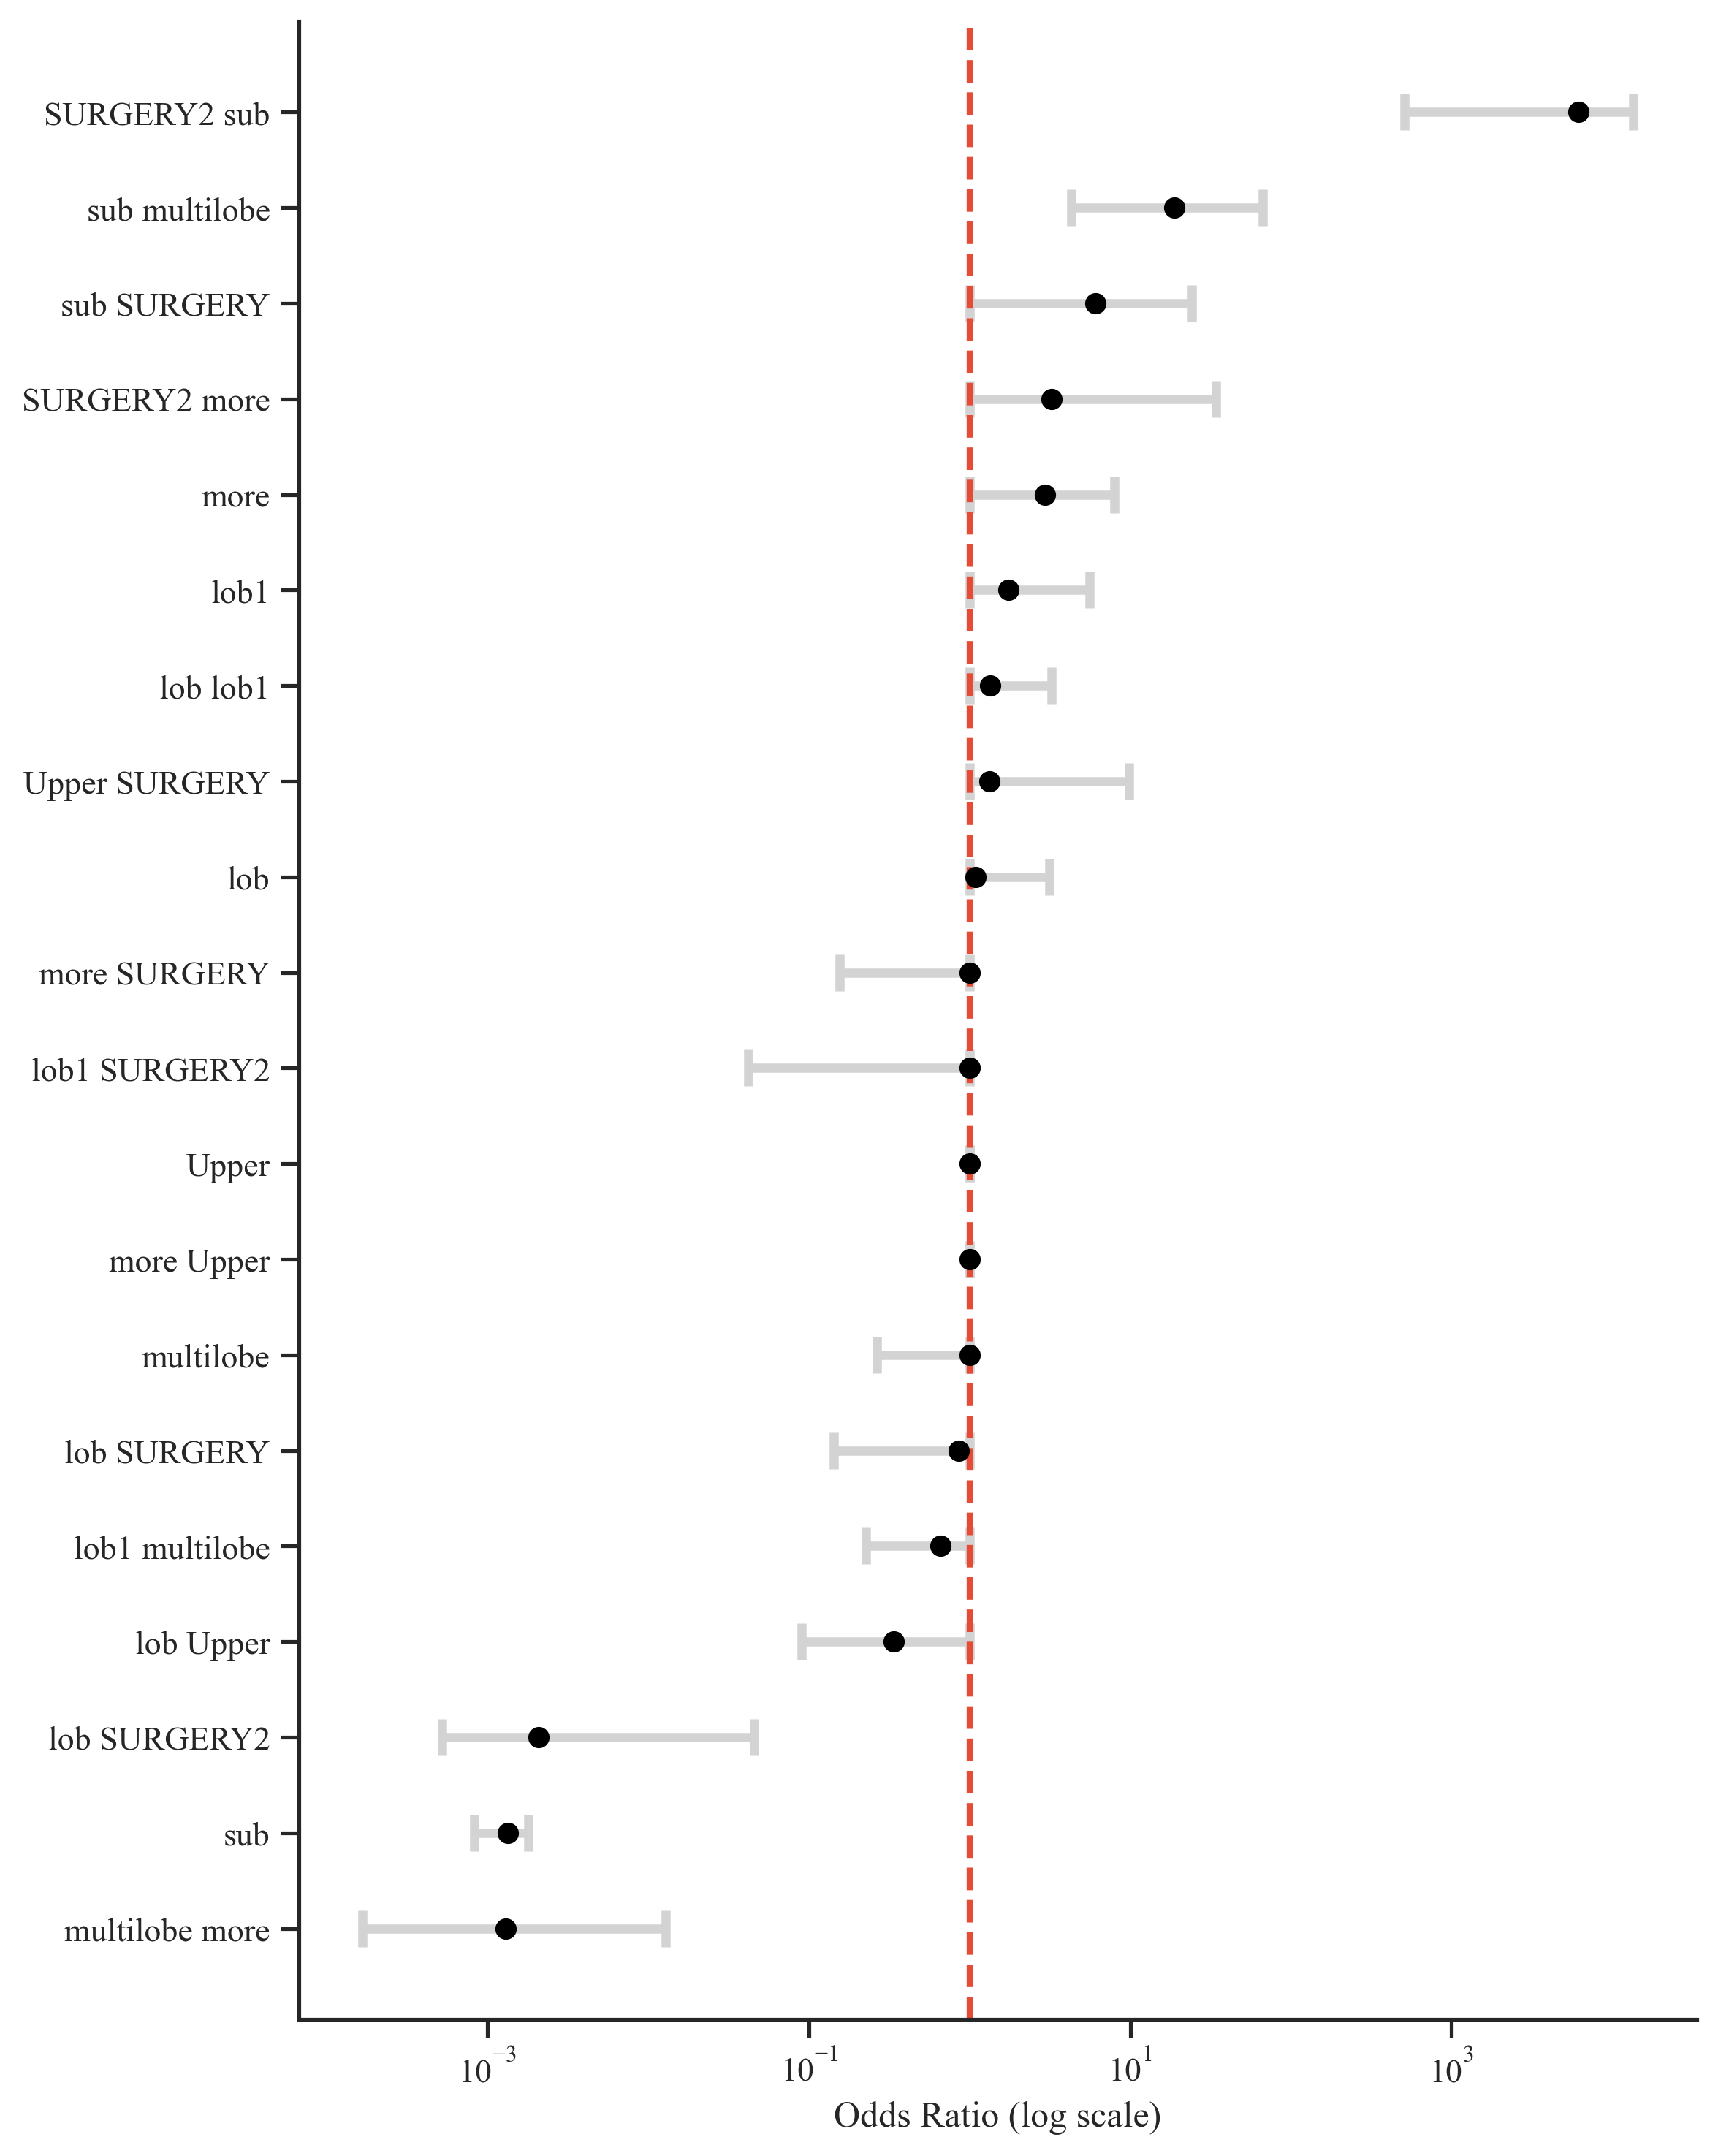 SURGERY2 sub
sub multilobe
sub SURGERY
SURGERY2 more
more
lob1
lob lob1
Upper SURGERY
lob
more SURGERY
lob1 SURGERY2
Upper
more Upper
multilobe
lob SURGERY
lob1 multilobe
lob Upper
lob SURGERY2
sub
multilobe more
10⁻³ 10⁻¹ 10¹ 10³
Odds Ratio (log scale)